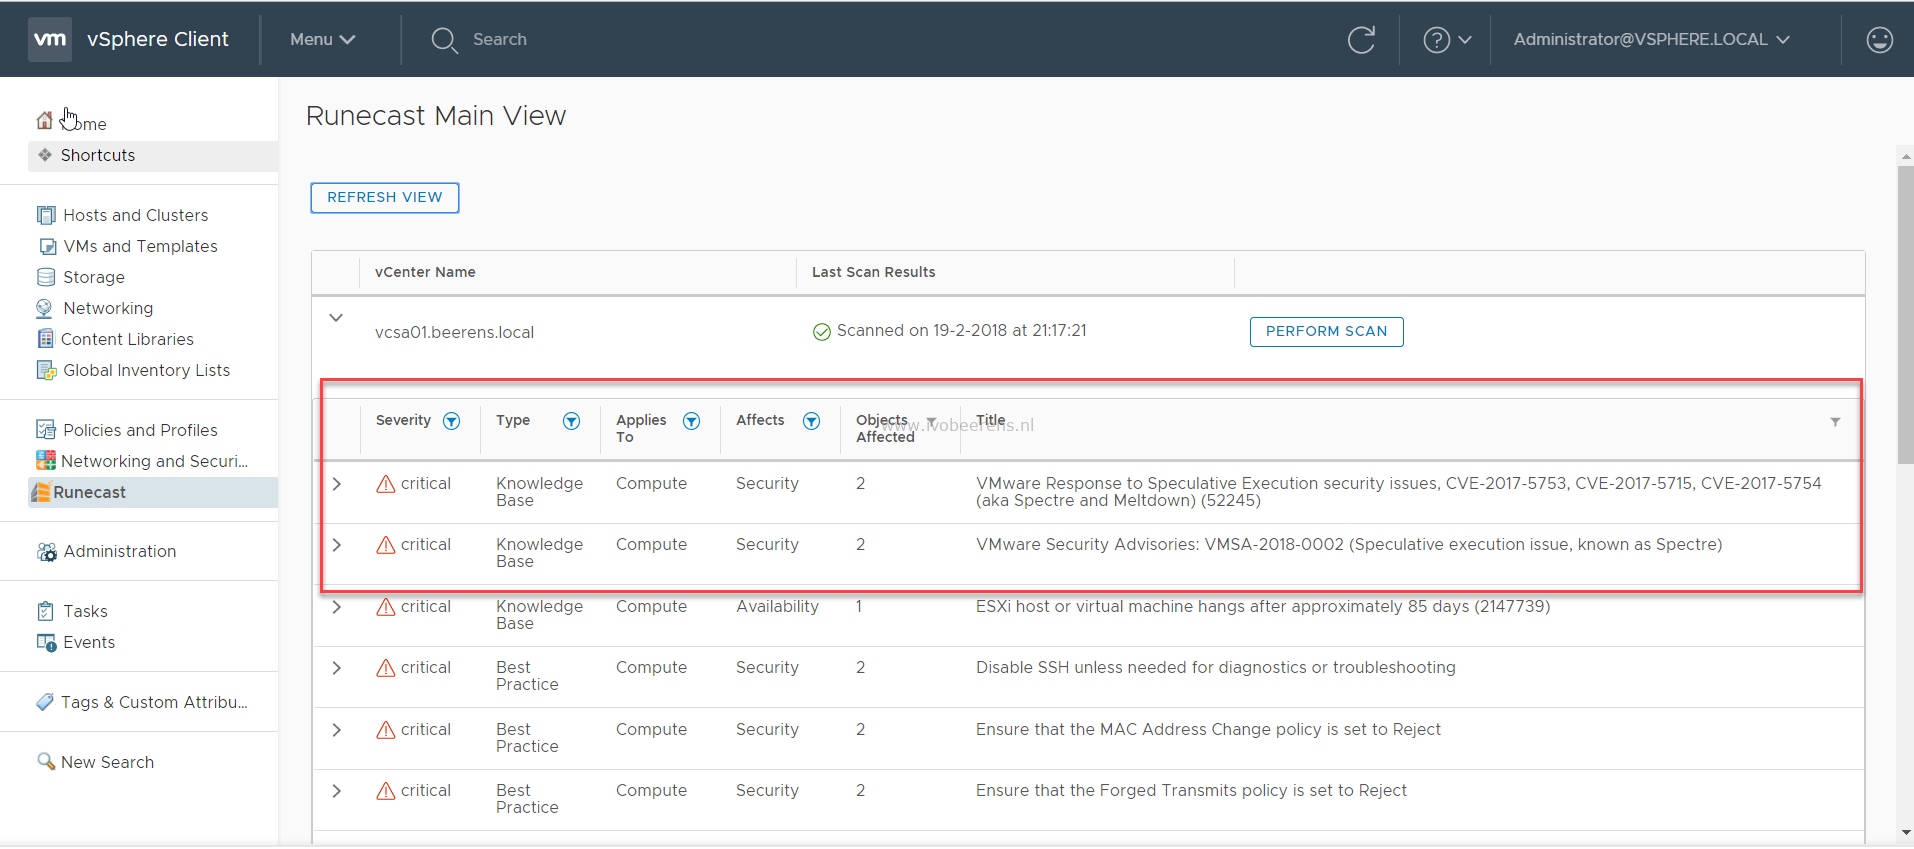 vm vSphere Client Menu Search Administrator@VSPHERE.LOCAL
ome
Shortcuts
Hosts and Clusters
VMs and Templates
Storage
Networking
Content Libraries
Global Inventory Lists
Policies and Profiles
Networking and Securi...
Runecast
Administration
Tasks
Events
Tags & Custom Attribu...
New Search
Runecast Main View
REFRESH VIEW
vCenter Name Last Scan Results
vcsa01.beerens.local Scanned on 19-2-2018 at 21:17:21 PERFORM SCAN
Severity Type Applies To Affects Objects Affected Title
www.ivobeerens.nl
critical Knowledge Base Compute Security 2 VMware Response to Speculative Execution security issues, CVE-2017-5753, CVE-2017-5715, CVE-2017-5754
(aka Spectre and Meltdown) (52245)
critical Knowledge Base Compute Security 2 VMware Security Advisories: VMSA-2018-0002 (Speculative execution issue, known as Spectre)
critical Knowledge Base Compute Availability 1 ESXi host or virtual machine hangs after approximately 85 days (2147739)
critical Best Practice Compute Security 2 Disable SSH unless needed for diagnostics or troubleshooting
critical Best Practice Compute Security 2 Ensure that the MAC Address Change policy is set to Reject
critical Best Practice Compute Security 2 Ensure that the Forged Transmits policy is set to Reject